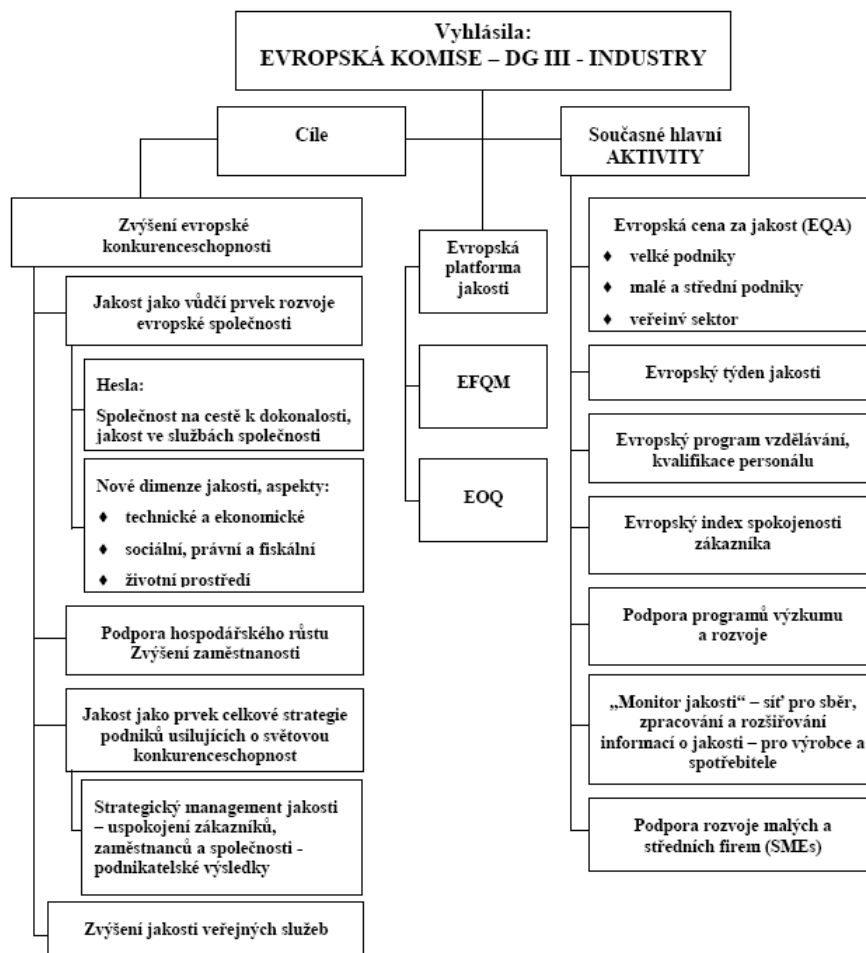 Vyhlásila:
EVROPSKÁ KOMISE – DG III - INDUSTRY
Cíle
Současné hlavní
AKTIVITY
Zvýšení evropské
konkurenceschopnosti
Jakost jako vůdčí prvek rozvoje
evropské společnosti
Hesla:
Společnost na cestě k dokonalosti,
jakost ve službách společnosti
Nové dimenze jakosti, aspekty:
♦ technické a ekonomické
♦ sociální, právní a fiskální
♦ životní prostředí
Podpora hospodářského růstu
Zvýšení zaměstnanosti
Jakost jako prvek celkové strategie
podniků usilujících o světovou
konkurenceschopnost
Strategický management jakosti
– uspokojení zákazníků,
zaměstnanců a společnosti -
podnikatelské výsledky
Zvýšení jakosti veřejných služeb
Evropská
platforma
jakosti
EFQM
EOQ
Evropská cena za jakost (EQA)
♦ velké podniky
♦ malé a střední podniky
♦ veřejný sektor
Evropský týden jakosti
Evropský program vzdělávání,
kvalifikace personálu
Evropský index spokojenosti
zákazníka
Podpora programů výzkumu
a rozvoje
„Monitor jakosti“ – síť pro sběr,
zpracování a rozšiřování
informací o jakosti – pro výrobce a
spotřebitele
Podpora rozvoje malých a
středních firem (SMEs)